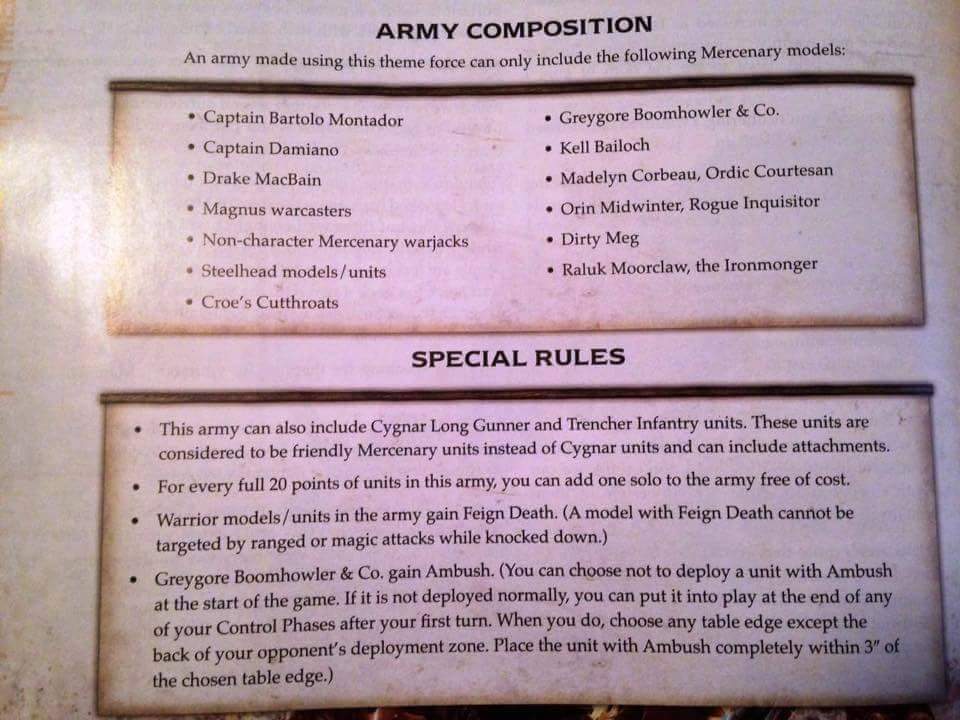 ARMY COMPOSITION
An army made using this theme force can only include the following Mercenary models:
• Captain Bartolo Montador
• Captain Damiano
• Drake MacBain
• Magnus warcasters
• Non-character Mercenary warjacks
• Steelhead models/units
• Croe's Cutthroats
• Greygore Boomhowler & Co.
• Kell Bailoch
• Madelyn Corbeau, Ordic Courtesan
• Orin Midwinter, Rogue Inquisitor
• Dirty Meg
• Raluk Moorclaw, the Ironmonger
SPECIAL RULES
• This army can also include Cygnar Long Gunner and Trencher Infantry units. These units are
considered to be friendly Mercenary units instead of Cygnar units and can include attachments.
• For every full 20 points of units in this army, you can add one solo to the army free of cost.
• Warrior models/units in the army gain Feign Death. (A model with Feign Death cannot be
targeted by ranged or magic attacks while knocked down.)
• Greygore Boomhowler & Co. gain Ambush. (You can choose not to deploy a unit with Ambush
at the start of the game. If it is not deployed normally, you can put it into play at the end of any
of your Control Phases after your first turn. When you do, choose any table edge except the
back of your opponent's deployment zone. Place the unit with Ambush completely within 3" of
the chosen table edge.)